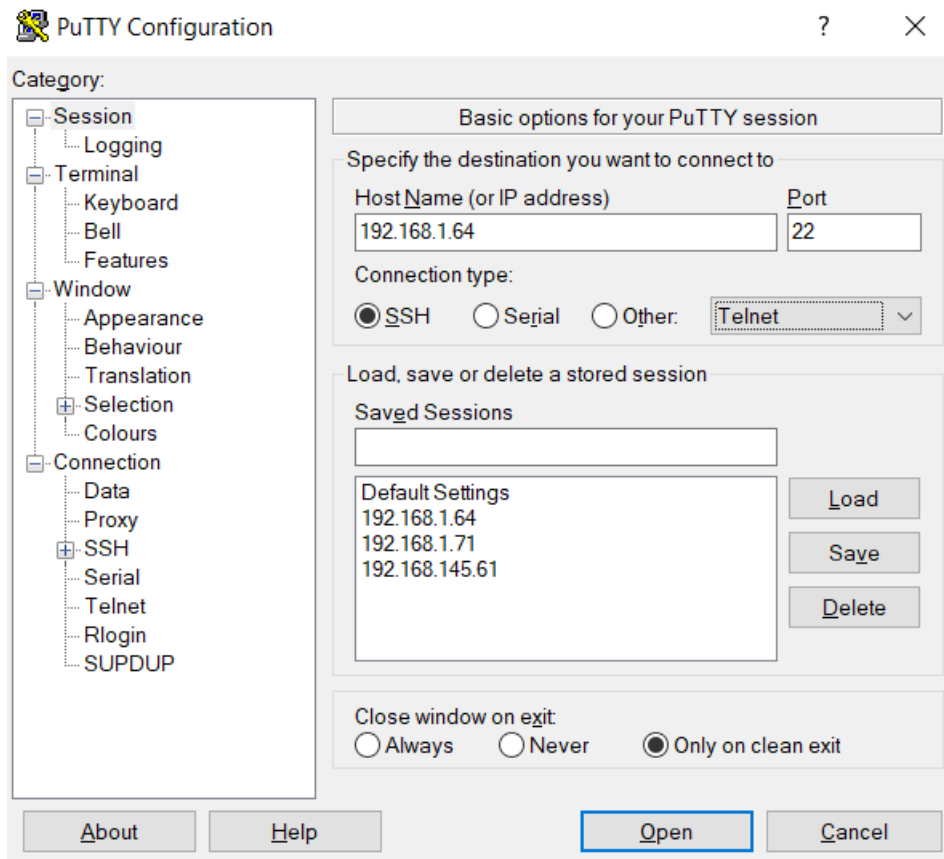 PuTTY Configuration
?
Category:
Session
Logging
Terminal
Keyboard
Bell
Features
Window
Appearance
Behaviour
Translation
Selection
Colours
Connection
Data
Proxy
SSH
Serial
Telnet
Rlogin
SUPDUP
Basic options for your PuTTY session
Specify the destination you want to connect to
Host Name (or IP address) Port
192.168.1.64 22
Connection type:
SSH Serial Other: Telnet
Load, save or delete a stored session
Saved Sessions
Default Settings
192.168.1.64
192.168.1.71
192.168.145.61
Load
Save
Delete
Close window on exit:
Always Never Only on clean exit
About Help Open Cancel